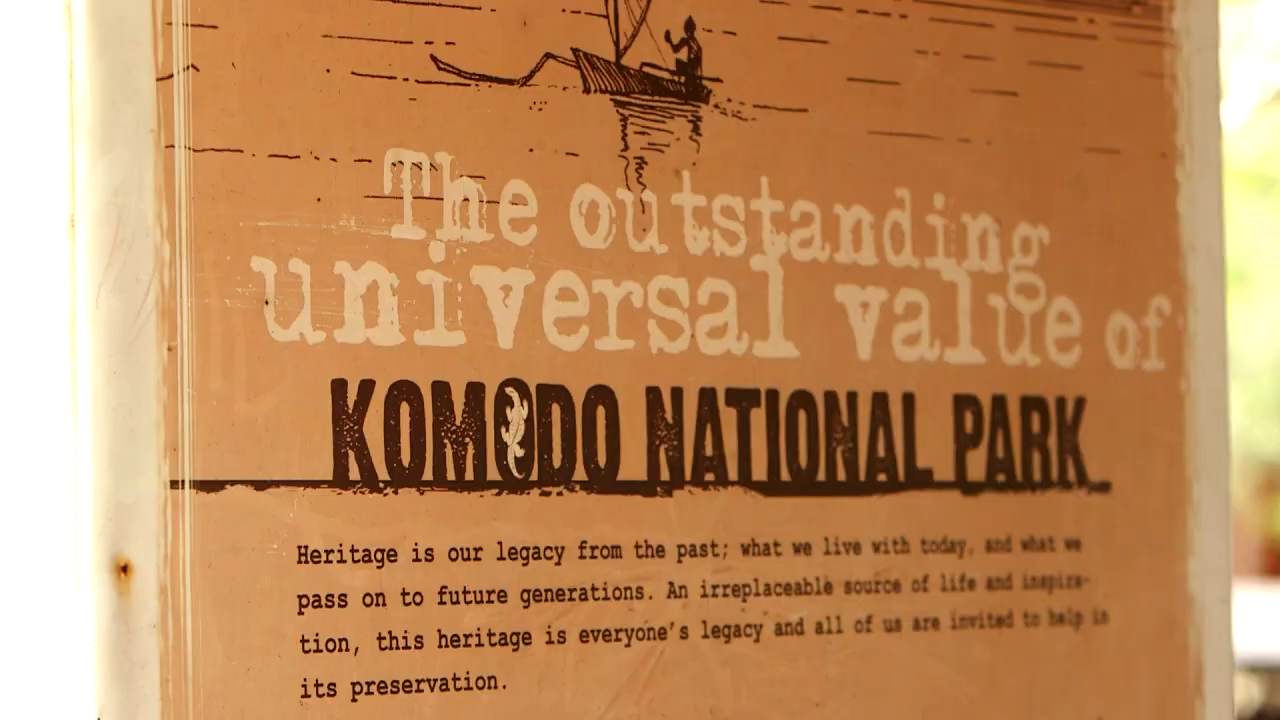 The outstanding
universal value of
KOMODO NATIONAL PARK
Heritage is our legacy from the past; what we live with today, and what we
pass on to future generations. An irreplaceable source of life and inspira-
tion, this heritage is everyone's legacy and all of us are invited to help in
its preservation.